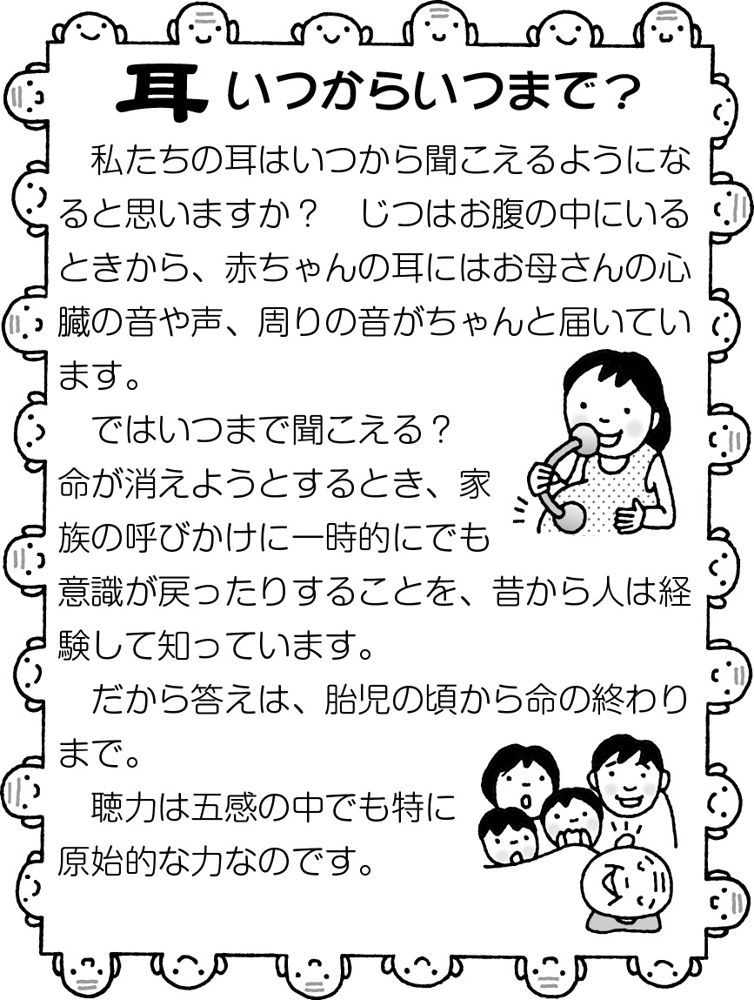 耳 いつからいつまで？
　私たちの耳はいつから聞こえるようにな
ると思いますか？　じつはお腹の中にいる
ときから、赤ちゃんの耳にはお母さんの心
臓の音や声、周りの音がちゃんと届いてい
ます。
　ではいつまで聞こえる？
命が消えようとするとき、家
族の呼びかけに一時的にでも
意識が戻ったりすることを、昔から人は経
験して知っています。
　だから答えは、胎児の頃から命の終わり
まで。
　聴力は五感の中でも特に
原始的な力なのです。